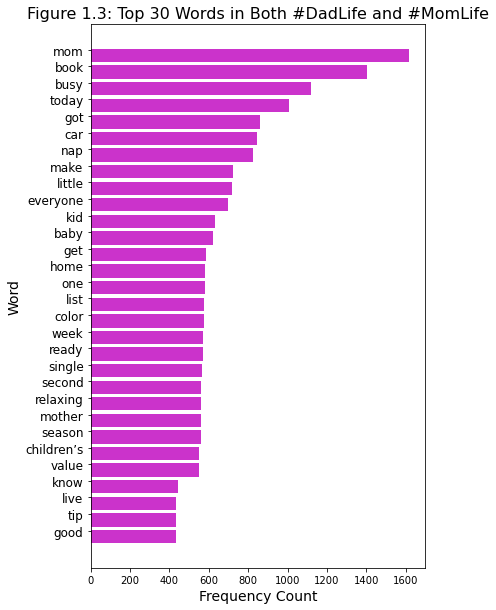 Figure 1.3: Top 30 Words in Both #DadLife and #MomLife
Word
mom
book
busy
today
got
car
nap
make
little
everyone
kid
baby
get
home
one
list
color
week
ready
single
second
relaxing
mother
season
children’s
value
know
live
tip
good
0 200 400 600 800 1000 1200 1400 1600
Frequency Count